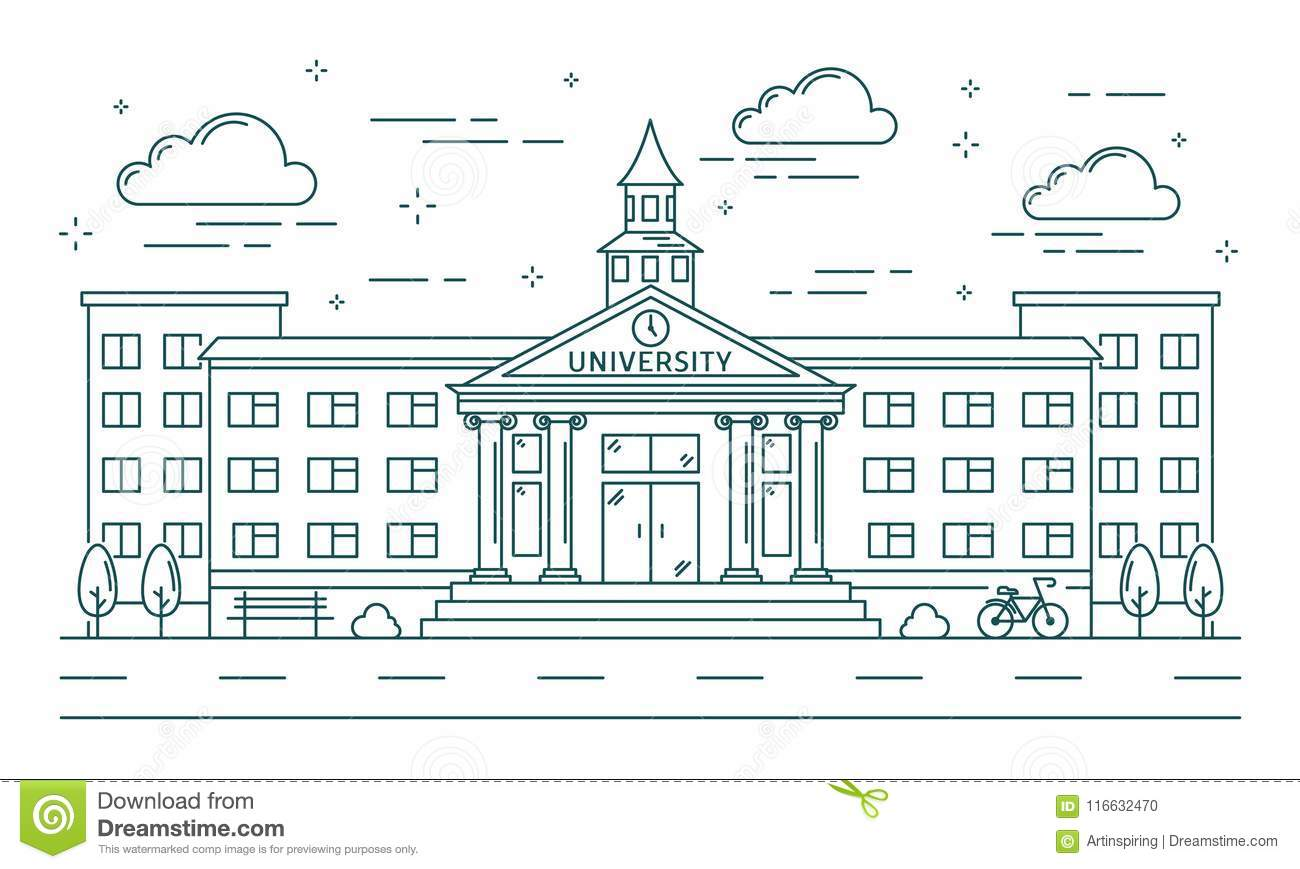 UNIVERSITY
Download from
Dreamstime.com
This watermarked comp image is for previewing purposes only.
ID 116632470
© Artinspiring | Dreamstime.com
dreamstime